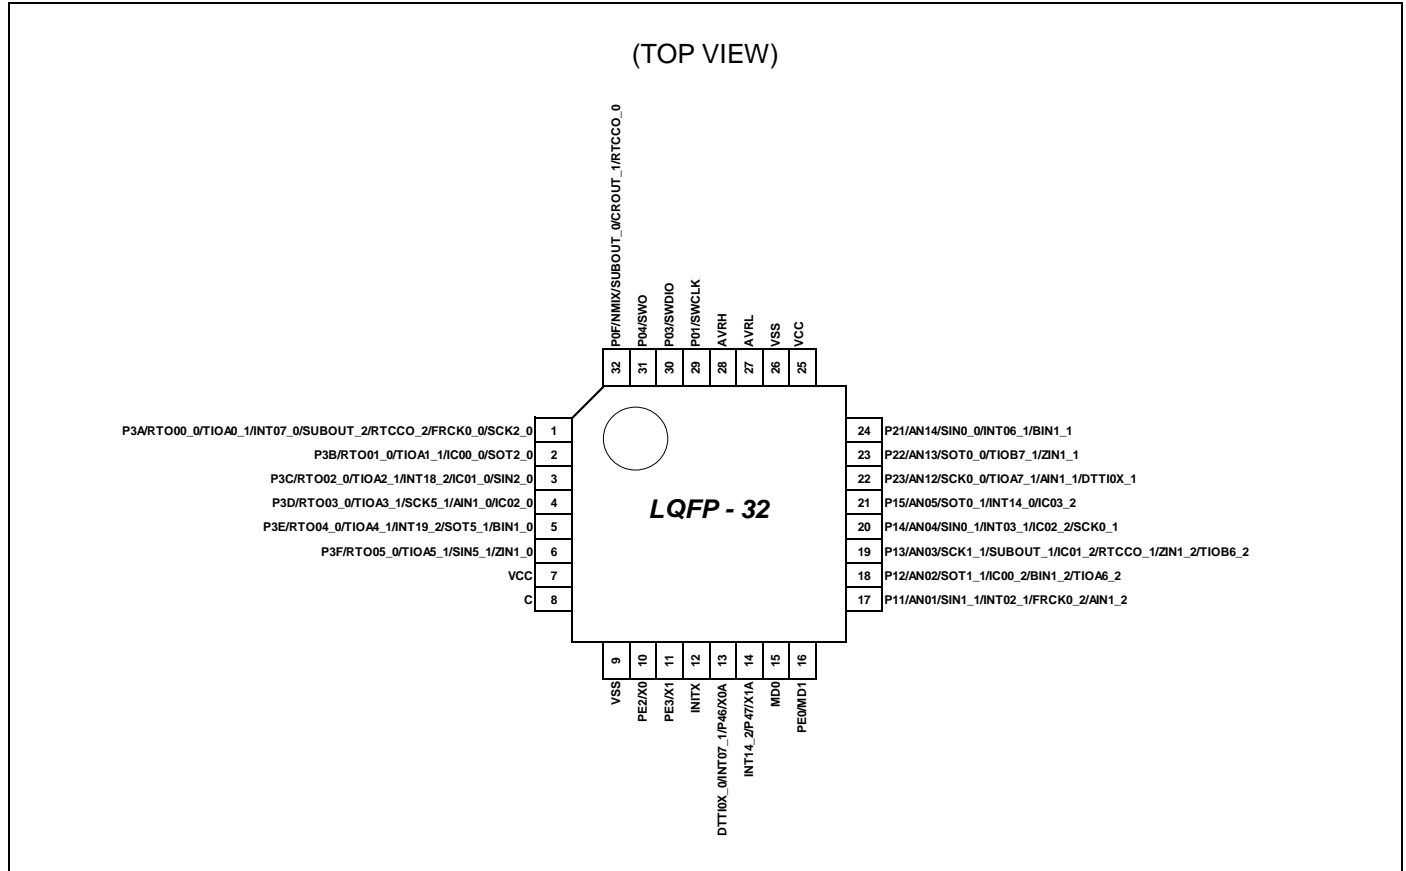 (TOP VIEW)
P0F/NMIX/SUBOUT_0/CROUT_1/RTCCO_0
P04/SWO
P03/SWDIO
P01/SWCLK
AVRH
AVRL
VSS
VCC
32
31
30
29
28
27
26
25
P3A/RTO00_0/TIOA0_1/INT07_0/SUBOUT_2/RTCCO_2/FRCK0_0/SCK2_0 1
P3B/RTO01_0/TIOA1_1/IC00_0/SOT2_0 2
P3C/RTO02_0/TIOA2_1/INT18_2/IC01_0/SIN2_0 3
P3D/RTO03_0/TIOA3_1/SCK5_1/AIN1_0/IC02_0 4
P3E/RTO04_0/TIOA4_1/INT19_2/SOT5_1/BIN1_0 5
P3F/RTO05_0/TIOA5_1/SIN5_1/ZIN1_0 6
VCC 7
C 8
LQFP - 32
24 P21/AN14/SIN0_0/INT06_1/BIN1_1
23 P22/AN13/SOT0_0/TIOB7_1/ZIN1_1
22 P23/AN12/SCK0_0/TIOA7_1/AIN1_1/DTTI0X_1
21 P15/AN05/SOT0_1/INT14_0/IC03_2
20 P14/AN04/SIN0_1/INT03_1/IC02_2/SCK0_1
19 P13/AN03/SCK1_1/SUBOUT_1/IC01_2/RTCCO_1/ZIN1_2/TIOB6_2
18 P12/AN02/SOT1_1/IC00_2/BIN1_2/TIOA6_2
17 P11/AN01/SIN1_1/INT02_1/FRCK0_2/AIN1_2
9
10
11
12
13
14
15
16
VSS
PE2/X0
PE3/X1
INITX
DTTI0X_0/INT07_1/P46/X0A
INT14_2/P47/X1A
MD0
PE0/MD1